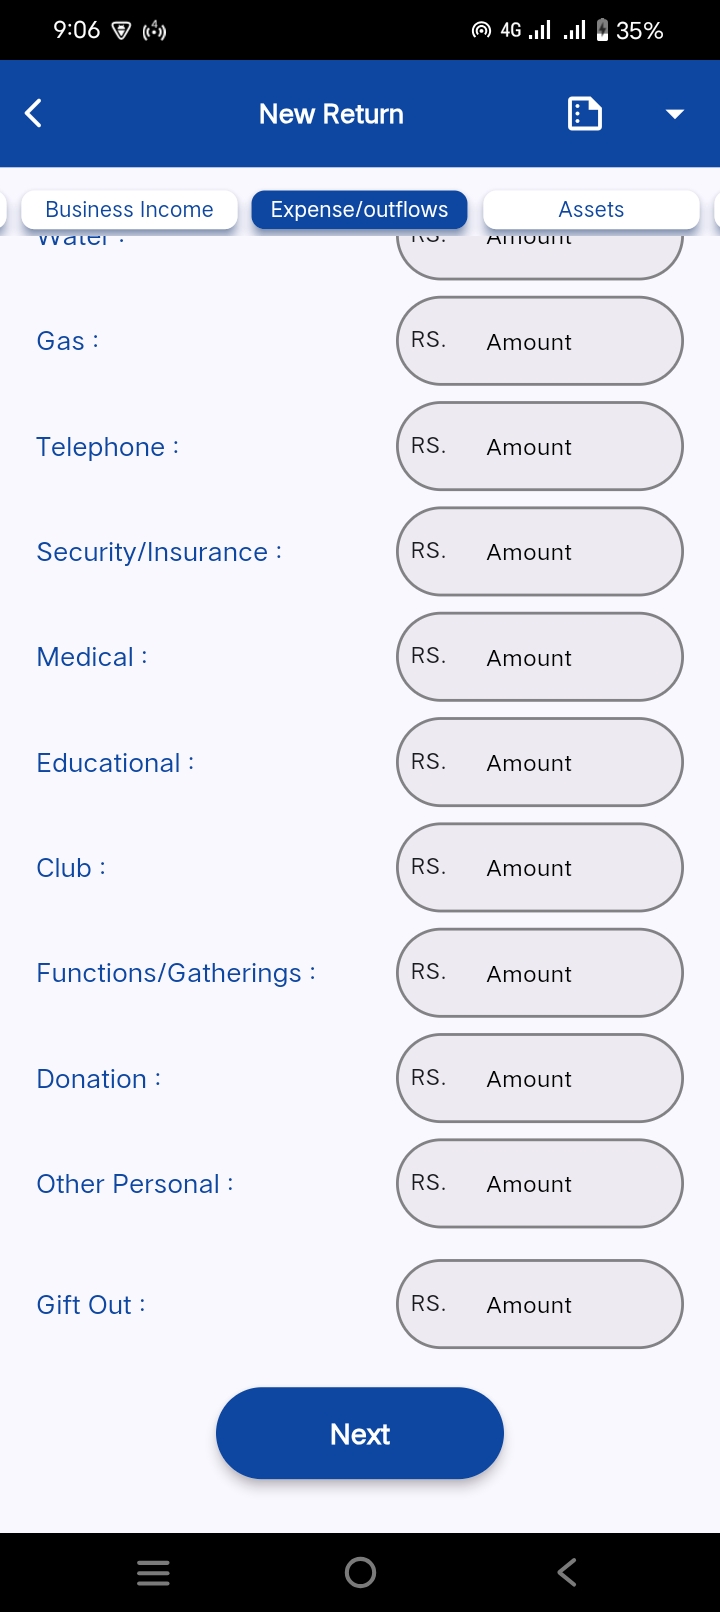 9:06 4 4G 35%
New Return
Business Income Expense/outflows Assets
Water : RS. Amount
Gas : RS. Amount
Telephone : RS. Amount
Security/Insurance : RS. Amount
Medical : RS. Amount
Educational : RS. Amount
Club : RS. Amount
Functions/Gatherings : RS. Amount
Donation : RS. Amount
Other Personal : RS. Amount
Gift Out : RS. Amount
Next